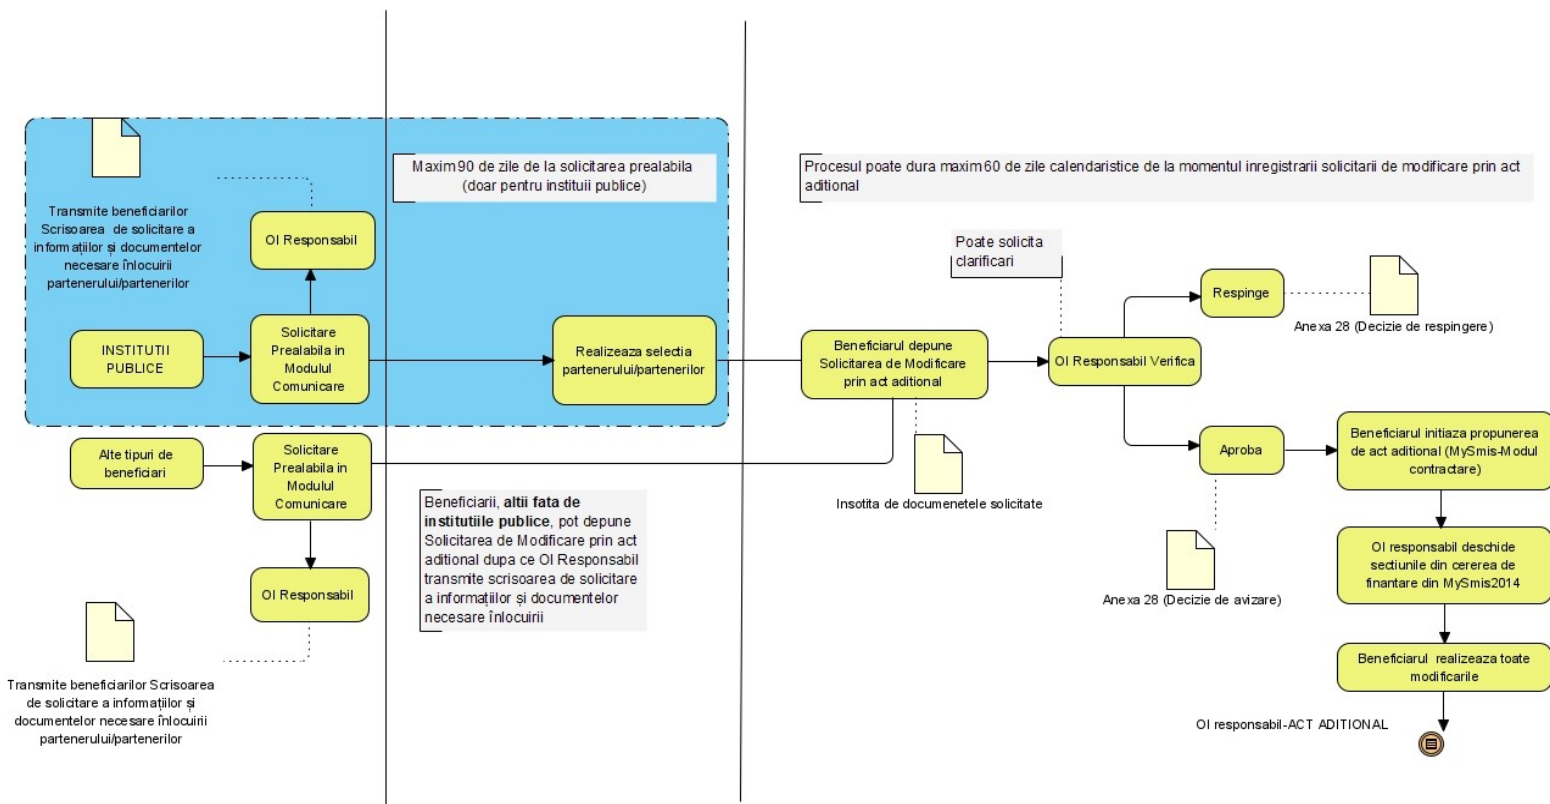 Maxim 90 de zile de la solicitarea prealabila
(doar pentru instituii publice)
Procesul poate dura maxim 60 de zile calendaristice de la momentul inregistrarii solicitarii de modificare prin act
aditional
Transmite beneficiarilor
Scrisoarea de solicitare a
informațiilor și documentelor
necesare înlocuirii
partenerului/partenerilor
OI Responsabil
INSTITUTII
PUBLICE
Solicitare
Prealabila in
Modulul
Comunicare
Realizeaza selectia
partenerului/partenerilor
Beneficiarul depune
Solicitarea de Modificare
prin act aditional
Poate solicita
clarificari
OI Responsabil Verifica
Respinge
Anexa 28 (Decizie de respingere)
Alte tipuri de
beneficiari
Solicitare
Prealabila in
Modulul
Comunicare
OI Responsabil
Transmite beneficiarilor Scrisoarea
de solicitare a informațiilor și
documentelor necesare înlocuirii
partenerului/partenerilor
Beneficiarii, altii fata de
institutiile publice, pot depune
Solicitarea de Modificare prin act
aditional dupa ce OI Responsabil
transmite scrisoarea de solicitare
a informațiilor și documentelor
necesare înlocuirii
Insotita de documenetele solicitate
Aproba
Anexa 28 (Decizie de avizare)
Beneficiarul initiaza propunerea
de act aditional (MySmis-Modul
contractare)
OI responsabil deschide
sectiunile din cererea de
finantare din MySmis2014
Beneficiarul realizeaza toate
modificarile
OI responsabil-ACT ADITIONAL